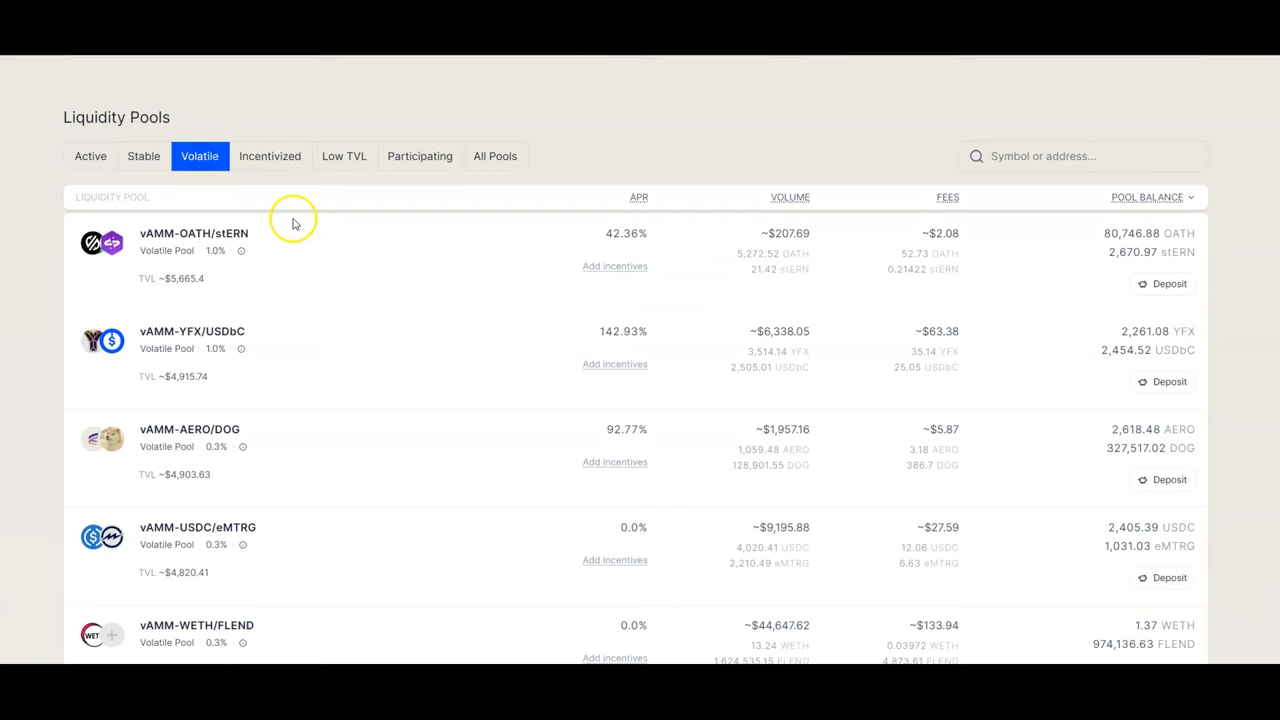 Liquidity Pools
Active Stable Volatile Incentivized Low TVL Participating All Pools Symbol or address...
LIQUIDITY POOL APR VOLUME FEES POOL BALANCE
vAMM-OATH/stERN 42.36% ~$207.69 ~$2.08 80,746.88 OATH
Volatile Pool · 1.0% · 5,272.52 OATH 52.73 OATH 2,670.97 stERN
Add incentives 21.42 stERN 0.21422 stERN
TVL ~$5,665.4 Deposit
vAMM-YFX/USDbC 142.93% ~$6,338.05 ~$63.38 2,261.08 YFX
Volatile Pool · 1.0% · 3,514.14 YFX 35.14 YFX 2,454.52 USDbC
Add incentives 2,505.01 USDbC 25.05 USDbC
TVL ~$4,915.74 Deposit
vAMM-AERO/DOG 92.77% ~$1,957.16 ~$5.87 2,618.48 AERO
Volatile Pool · 0.3% · 1,059.48 AERO 3.18 AERO 327,517.02 DOG
Add incentives 128,901.55 DOG 386.7 DOG
TVL ~$4,903.63 Deposit
vAMM-USDC/eMTRG 0.0% ~$9,195.88 ~$27.59 2,405.39 USDC
Volatile Pool · 0.3% · 4,020.41 USDC 12.06 USDC 1,031.03 eMTRG
Add incentives 2,210.49 eMTRG 6.63 eMTRG
TVL ~$4,820.41 Deposit
WET vAMM-WETH/FLEND 0.0% ~$44,647.62 ~$133.94 1.37 WETH
Volatile Pool · 0.3% · 13.24 WETH 0.03972 WETH 974,136.63 FLEND
Add incentives 1,624,535.15 FLEND 4,873.61 FLEND